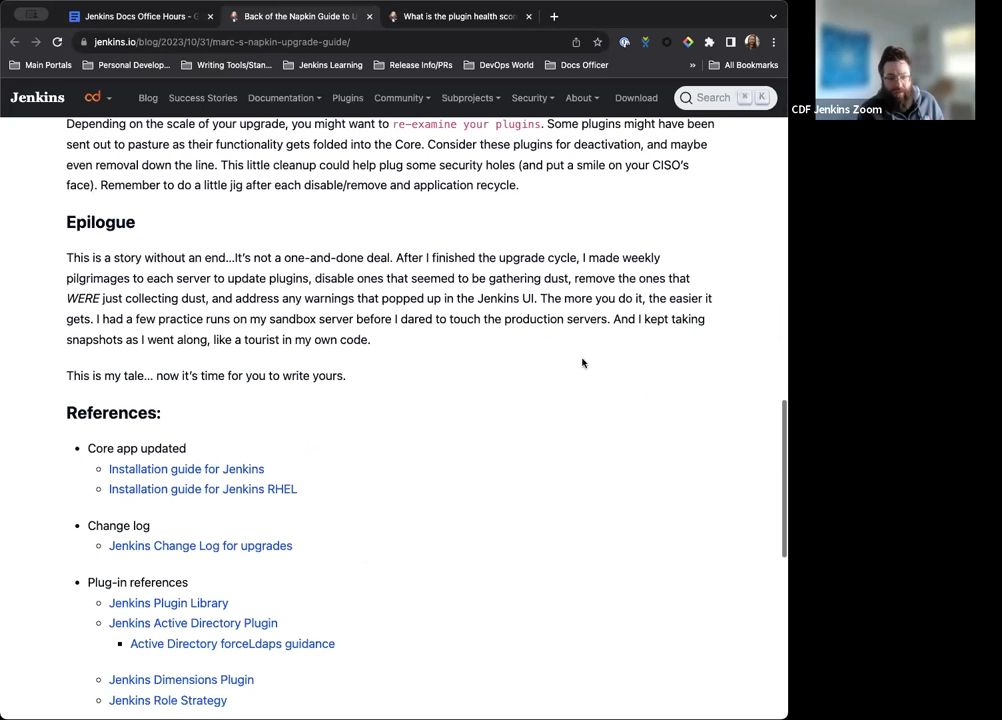 Jenkins Docs Office Hours - G
Back of the Napkin Guide to U
What is the plugin health scor
jenkins.io/blog/2023/10/31/marc-s-napkin-upgrade-guide/
Main Portals
Personal Develop...
Writing Tools/Stan...
Jenkins Learning
Release Info/PRs
DevOps World
Docs Officer
»
All Bookmarks
Jenkins
cd
Blog
Success Stories
Documentation
Plugins
Community
Subprojects
Security
About
Download
Search
⌘
K
CDF Jenkins Zoom
Depending on the scale of your upgrade, you might want to re-examine your plugins. Some plugins might have been
sent out to pasture as their functionality gets folded into the Core. Consider these plugins for deactivation, and maybe
even removal down the line. This little cleanup could help plug some security holes (and put a smile on your CISO's
face). Remember to do a little jig after each disable/remove and application recycle.
Epilogue
This is a story without an end...It's not a one-and-done deal. After I finished the upgrade cycle, I made weekly
pilgrimages to each server to update plugins, disable ones that seemed to be gathering dust, remove the ones that
WERE just collecting dust, and address any warnings that popped up in the Jenkins UI. The more you do it, the easier it
gets. I had a few practice runs on my sandbox server before I dared to touch the production servers. And I kept taking
snapshots as I went along, like a tourist in my own code.
This is my tale... now it's time for you to write yours.
References:
• Core app updated
Installation guide for Jenkins
Installation guide for Jenkins RHEL
• Change log
Jenkins Change Log for upgrades
• Plug-in references
Jenkins Plugin Library
Jenkins Active Directory Plugin
Active Directory forceLdaps guidance
Jenkins Dimensions Plugin
Jenkins Role Strategy